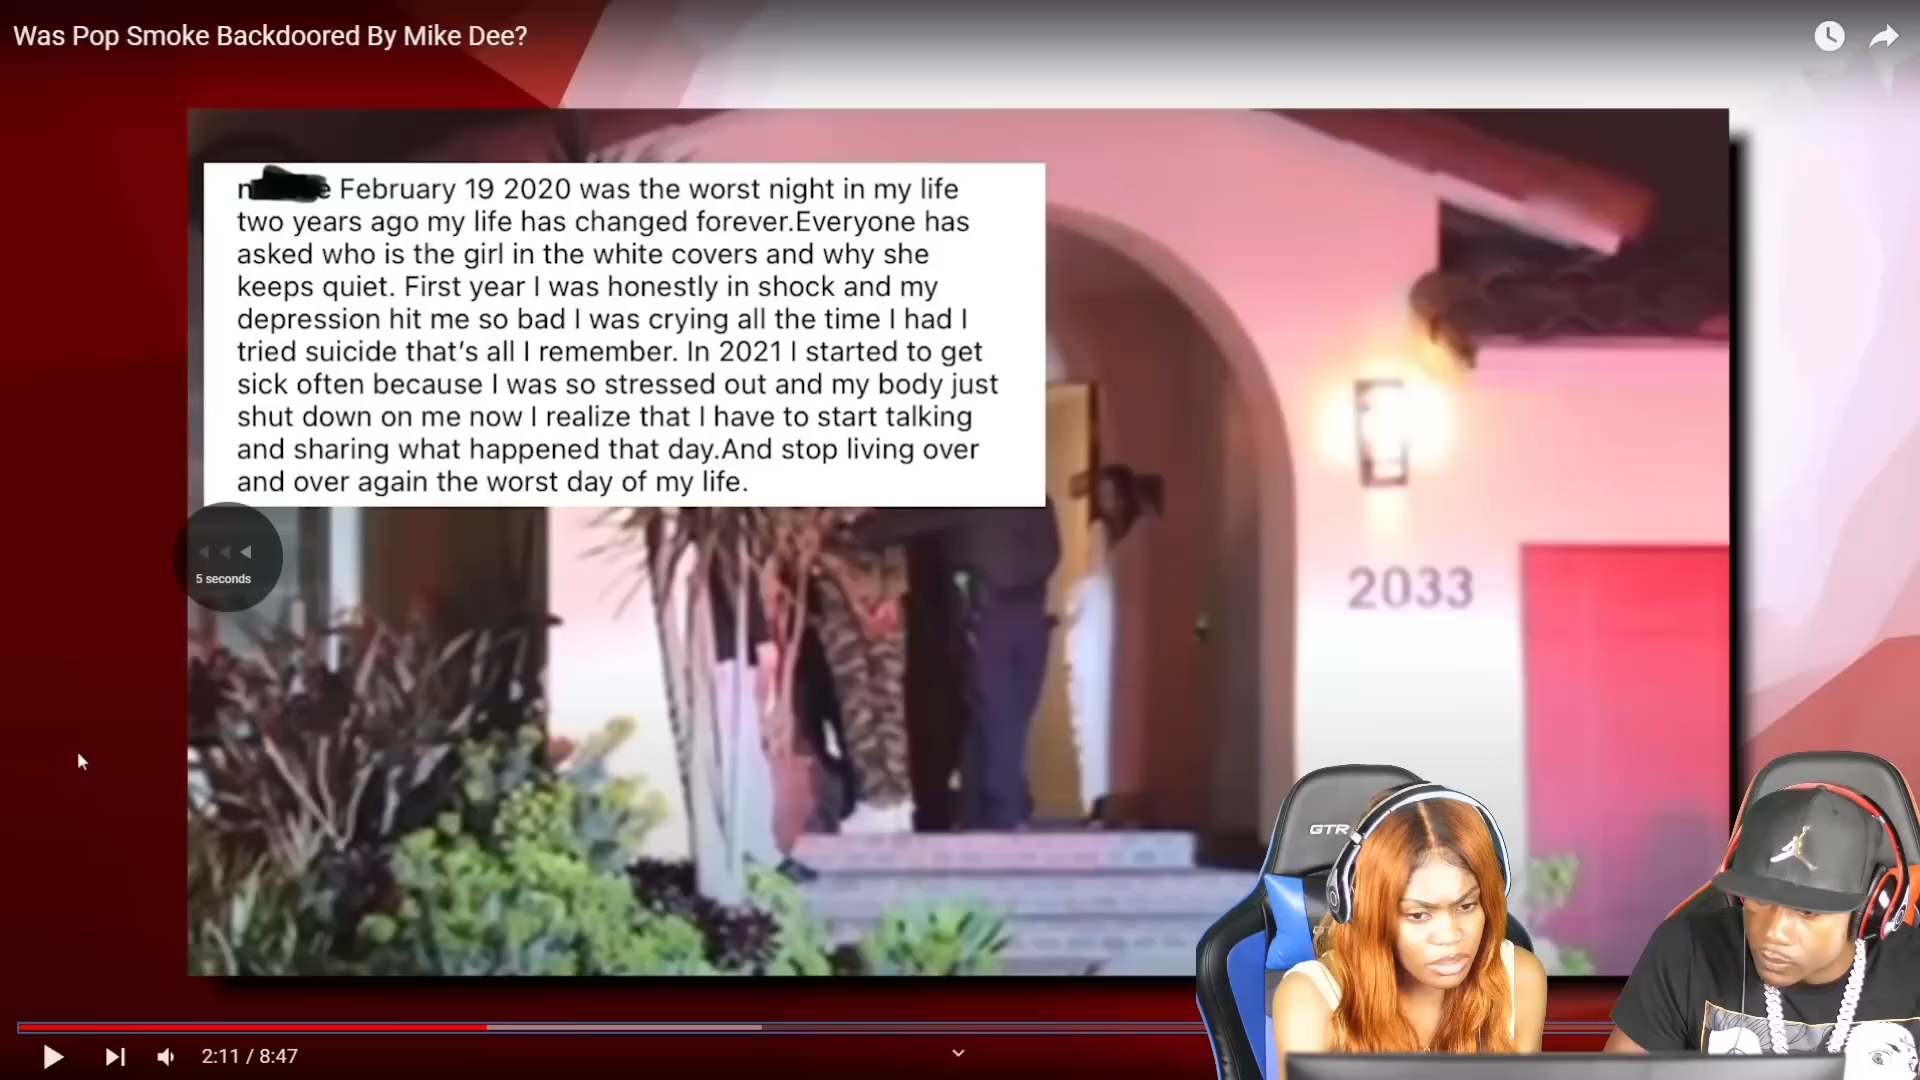 Was Pop Smoke Backdoored By Mike Dee?
February 19 2020 was the worst night in my life
two years ago my life has changed forever.Everyone has
asked who is the girl in the white covers and why she
keeps quiet. First year I was honestly in shock and my
depression hit me so bad I was crying all the time I had I
tried suicide that's all I remember. In 2021 I started to get
sick often because I was so stressed out and my body just
shut down on me now I realize that I have to start talking
and sharing what happened that day.And stop living over
and over again the worst day of my life.
5 seconds
2033
GTR
2:11 / 8:47